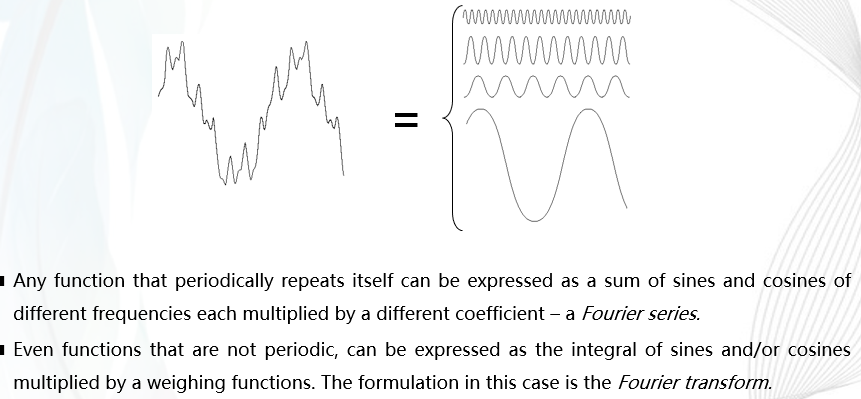 =
▪ Any function that periodically repeats itself can be expressed as a sum of sines and cosines of
different frequencies each multiplied by a different coefficient – a Fourier series.
▪ Even functions that are not periodic, can be expressed as the integral of sines and/or cosines
multiplied by a weighing functions. The formulation in this case is the Fourier transform.